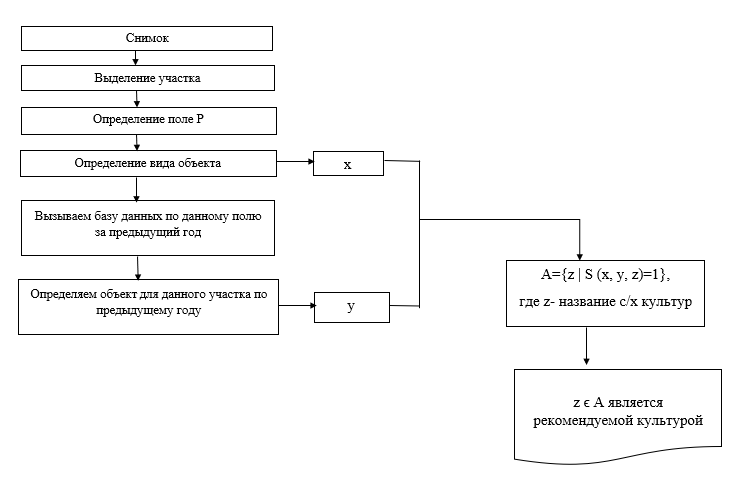 Снимок
Выделение участка
Определение поле P
Определение вида объекта
x
Вызываем базу данных по данному полю
за предыдущий год
Определяем объект для данного участка по
предыдущему году
y
A={z | S (x, y, z)=1},
где z- название с/х культур
z є A является
рекомендуемой культурой